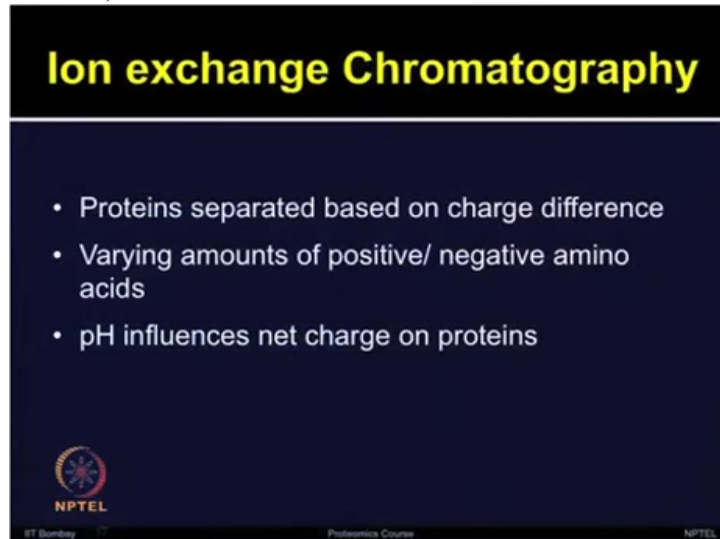 Ion exchange Chromatography
• Proteins separated based on charge difference
• Varying amounts of positive/ negative amino
acids
• pH influences net charge on proteins
NPTEL
IIT Bombay 17 Proteomics Course NPTEL